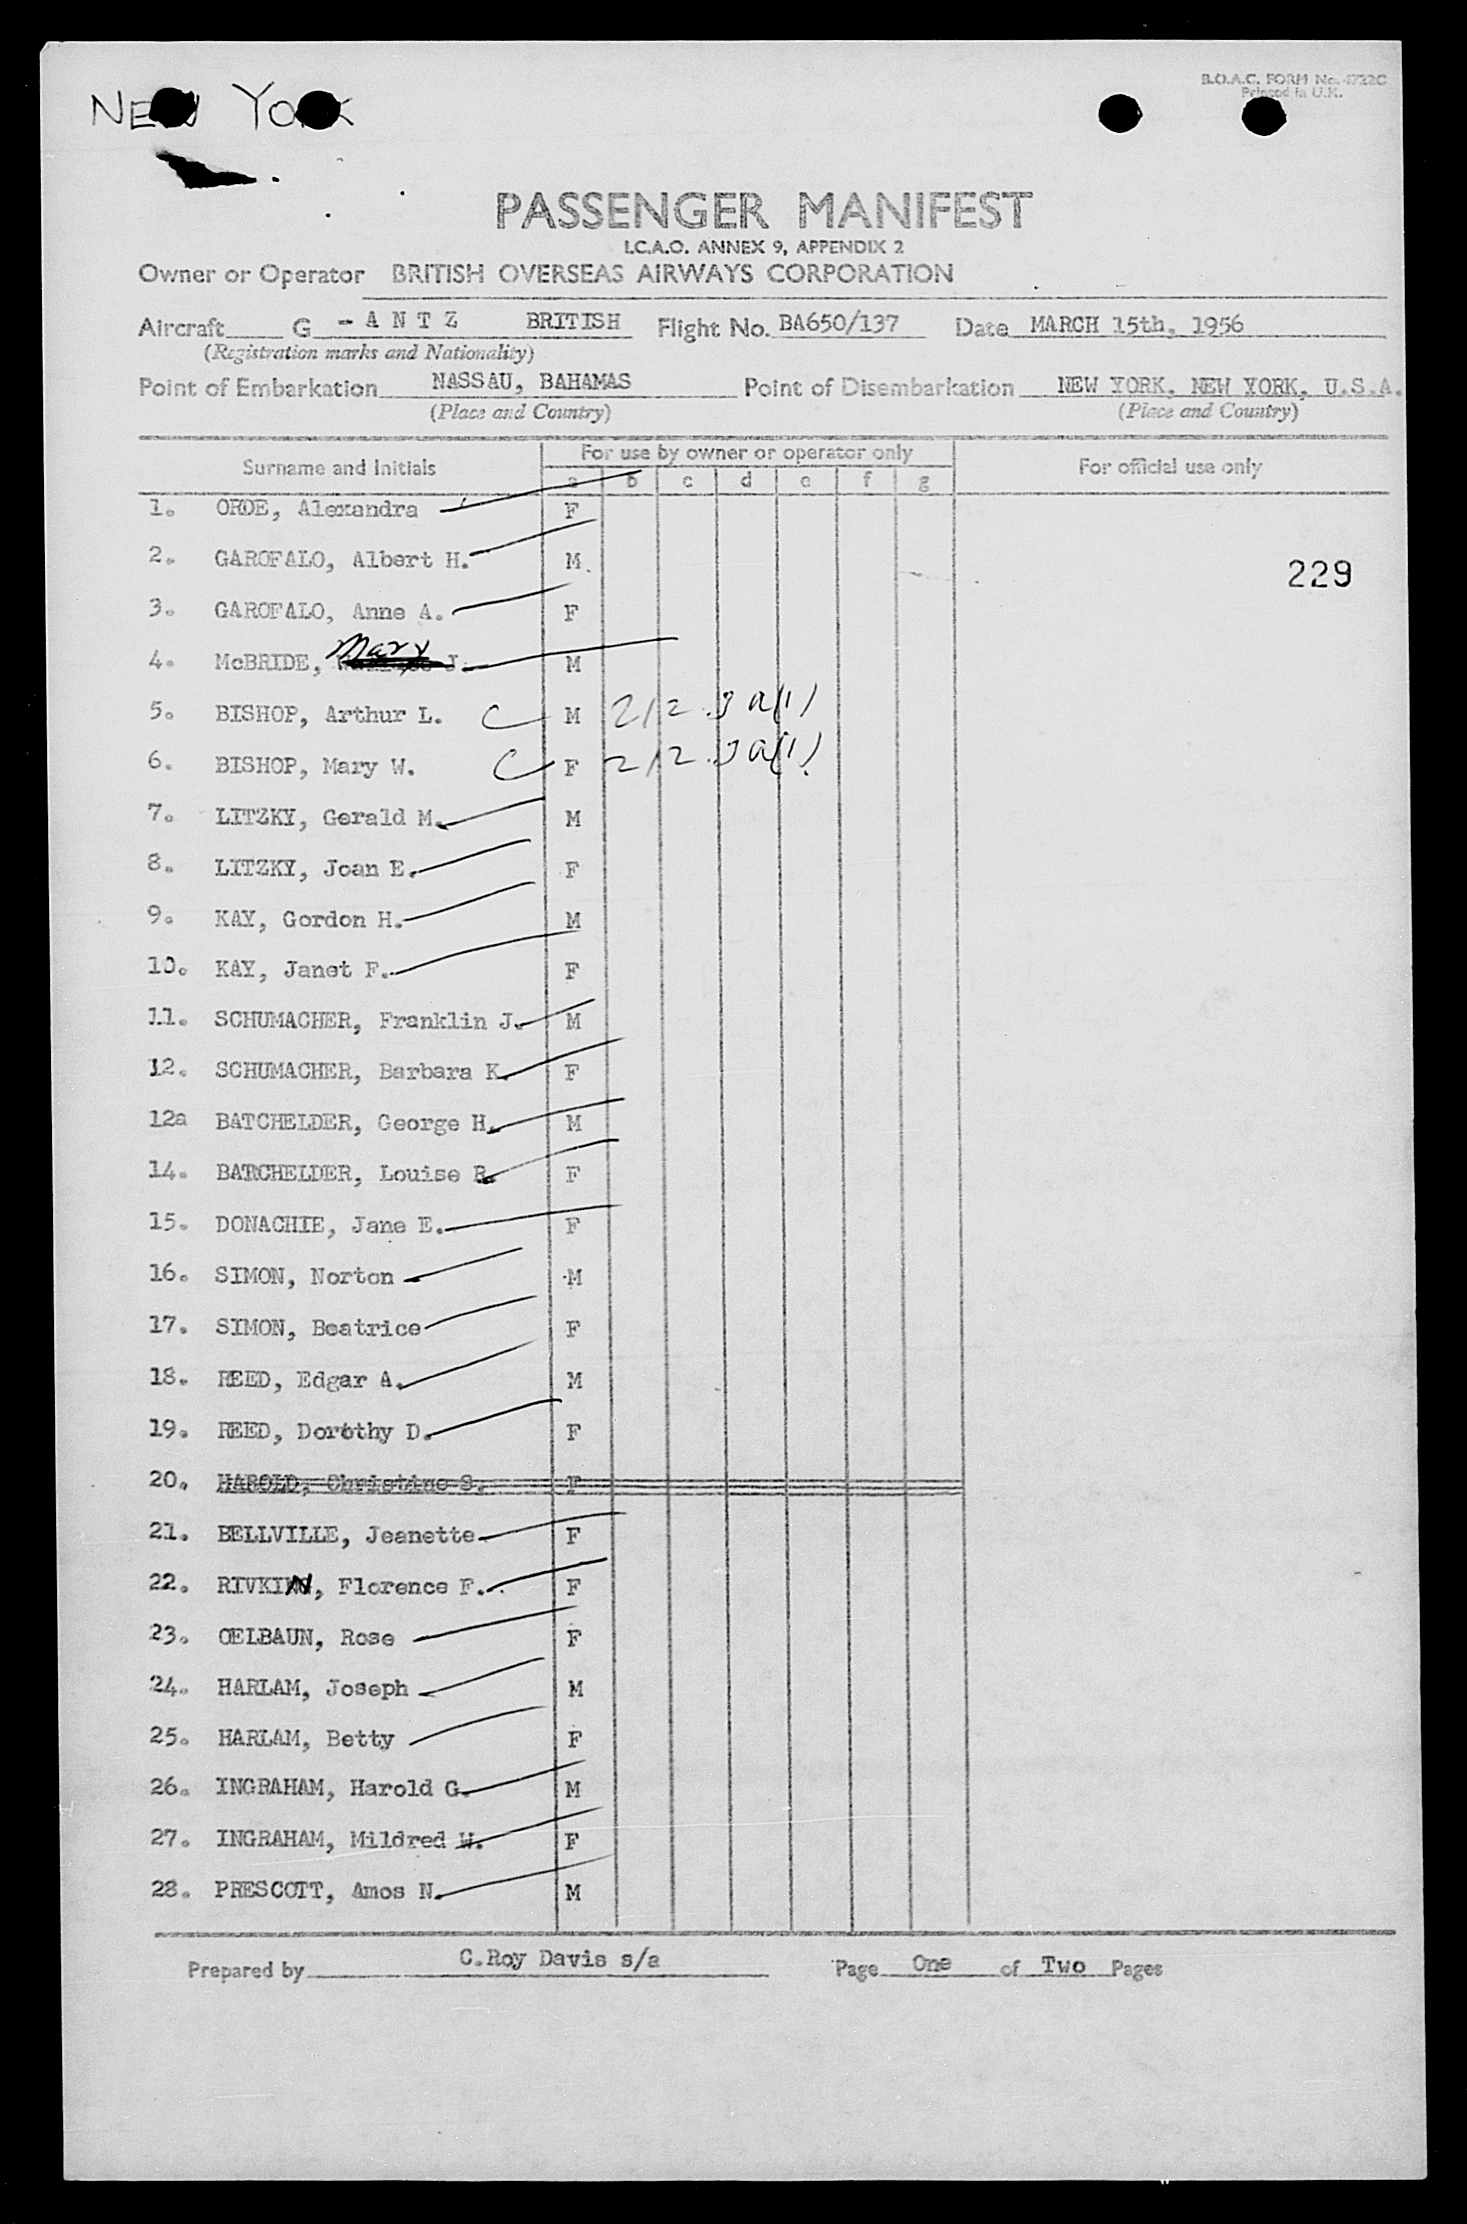 NEW YORK
B.O.A.C. FORM No. 4722C
Printed in U.K.
PASSENGER MANIFEST
I.C.A.O. ANNEX 9, APPENDIX 2
Owner or Operator BRITISH OVERSEAS AIRWAYS CORPORATION
Aircraft G - A N T Z BRITISH Flight No. BA650/137 Date MARCH 15th, 1956
(Registration marks and Nationality)
Point of Embarkation NASSAU, BAHAMAS Point of Disembarkation NEW YORK, NEW YORK, U.S.A.
(Place and Country) (Place and Country)
Surname and Initials For use by owner or operator only For official use only
a b c d e f g
1. ORDE, Alexandra F
2. GAROFALO, Albert H. M.
229
3. GAROFALO, Anne A. F
4. McBRIDE, Mary J. M
5. BISHOP, Arthur L. C M 212.3a(1)
6. BISHOP, Mary W. C F 212.3a(1)
7. LITZKY, Gerald M. M
8. LITZKY, Joan E. F
9. KAY, Gordon H. M
10. KAY, Janet F. F
11. SCHUMACHER, Franklin J. M
12. SCHUMACHER, Barbara K. F
12a BATCHELDER, George H. M
14. BATCHELDER, Louise R. F
15. DONACHIE, Jane E. F
16. SIMON, Norton M
17. SIMON, Beatrice F
18. REED, Edgar A. M
19. REED, Dorothy D. F
20. HAROLD, Christine S. F
21. BELLVILLE, Jeanette F
22. RIVKIN, Florence F. F
23. OELBAUN, Rose F
24. HARLAM, Joseph M
25. HARLAM, Betty F
26. INGRAHAM, Harold G. M
27. INGRAHAM, Mildred W. F
28. PRESCOTT, Amos N. M
Prepared by C.Roy Davis s/a Page One of Two Pages